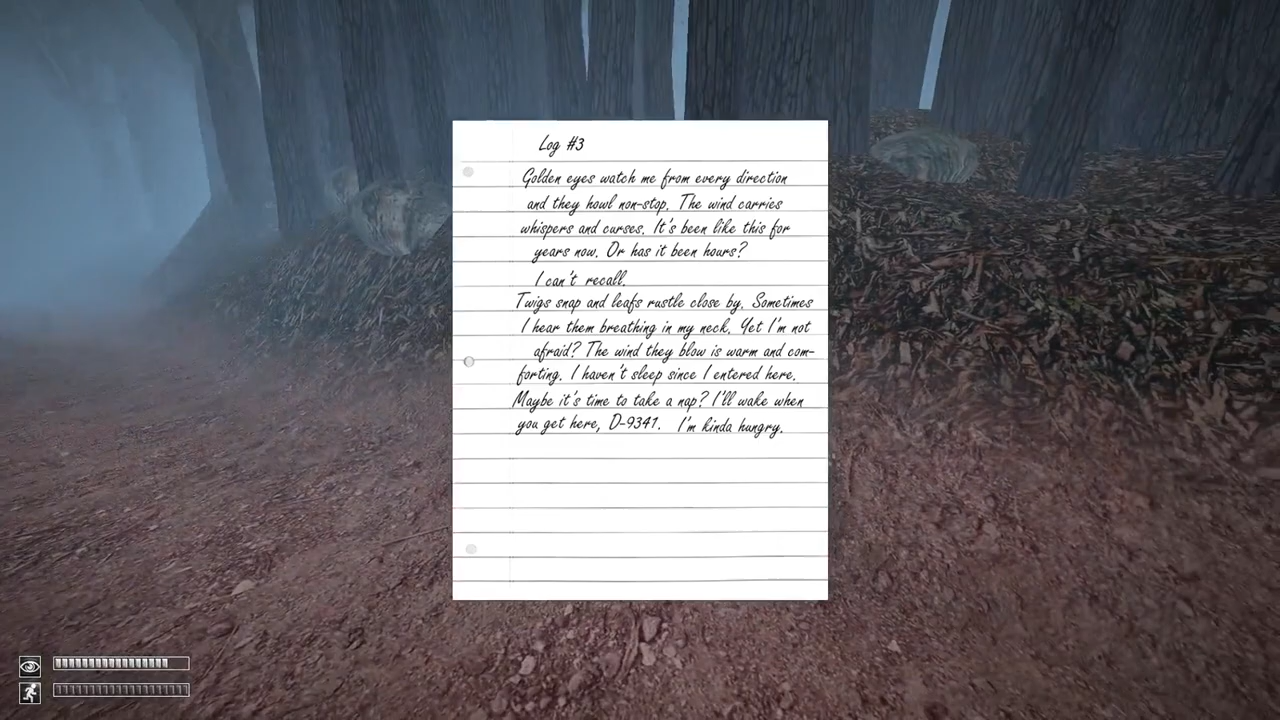 Log #3
Golden eyes watch me from every direction
and they howl non-stop. The wind carries
whispers and curses. It's been like this for
years now. Or has it been hours?
I can't recall.
Twigs snap and leafs rustle close by. Sometimes
I hear them breathing in my neck. Yet I'm not
afraid? The wind they blow is warm and com-
forting. I haven't sleep since I entered here.
Maybe it's time to take a nap? I'll wake when
you get here, D-9341. I'm kinda hungry.